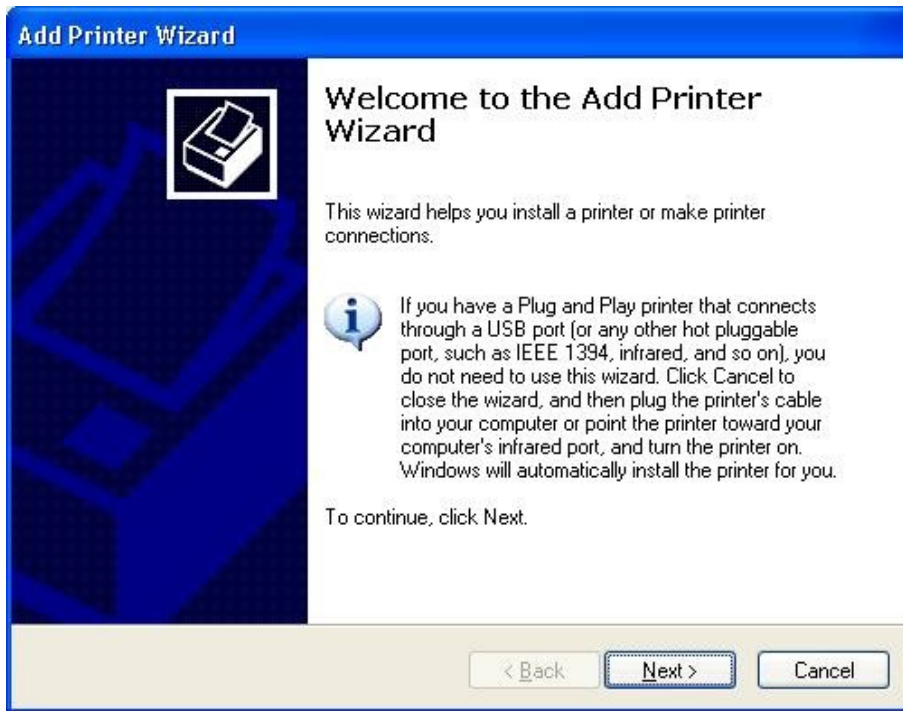 Add Printer Wizard
Welcome to the Add Printer
Wizard
This wizard helps you install a printer or make printer
connections.
If you have a Plug and Play printer that connects
through a USB port (or any other hot pluggable
port, such as IEEE 1394, infrared, and so on), you
do not need to use this wizard. Click Cancel to
close the wizard, and then plug the printer's cable
into your computer or point the printer toward your
computer's infrared port, and turn the printer on.
Windows will automatically install the printer for you.
To continue, click Next.
< Back
Next >
Cancel